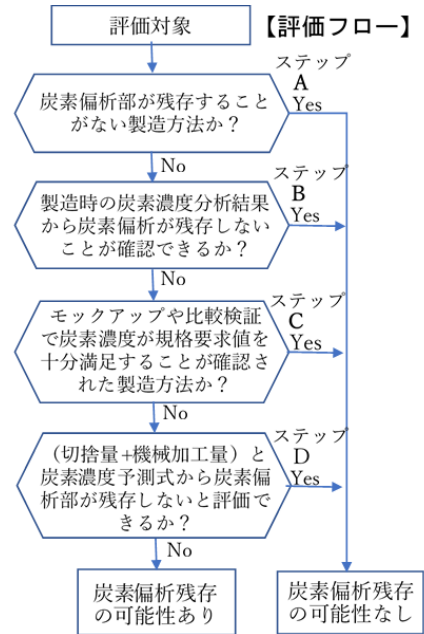 評価対象
【評価フロー】
ステップ
A
Yes
炭素偏析部が残存すること
がない製造方法か？
No
ステップ
B
Yes
製造時の炭素濃度分析結果
から炭素偏析が残存しない
ことが確認できるか？
No
ステップ
C
Yes
モックアップや比較検証
で炭素濃度が規格要求値を
十分満足することが確認さ
れた製造方法か？
No
ステップ
D
Yes
（切捨量+機械加工量）と
炭素濃度予測式から炭素偏
析部が残存しないと評価で
きるか？
No
炭素偏析残存
の可能性あり
炭素偏析残存
の可能性なし